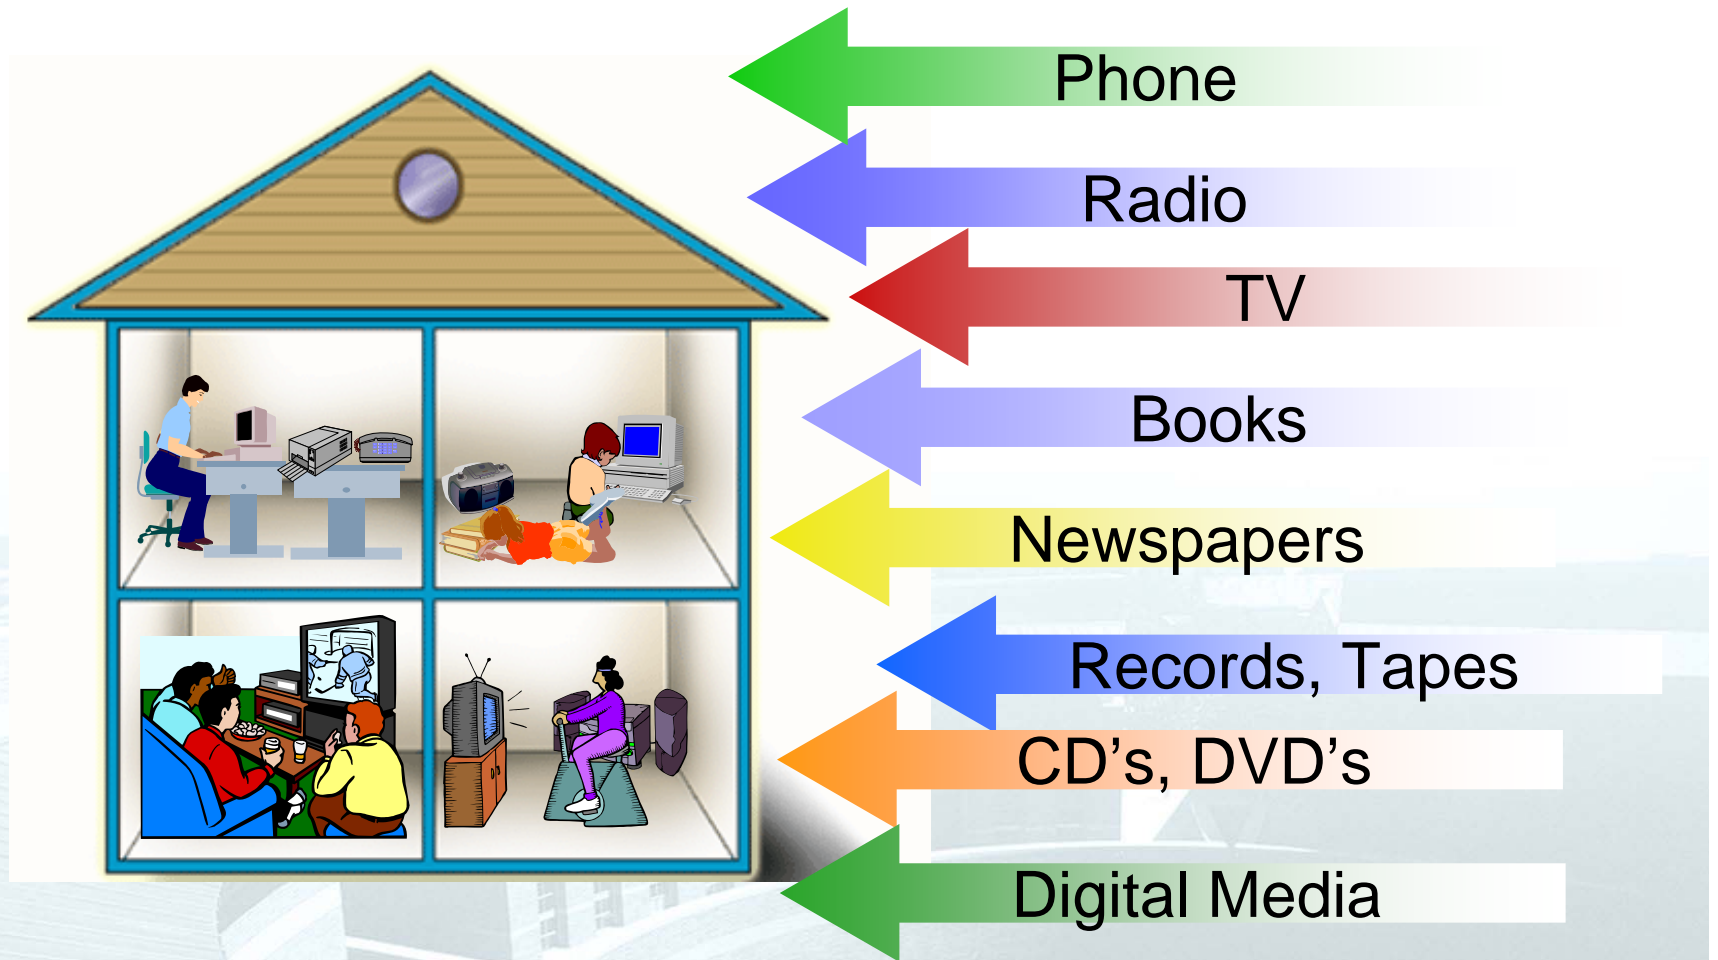 Phone
Radio
TV
Books
Newspapers
Records, Tapes
CD’s, DVD’s
Digital Media